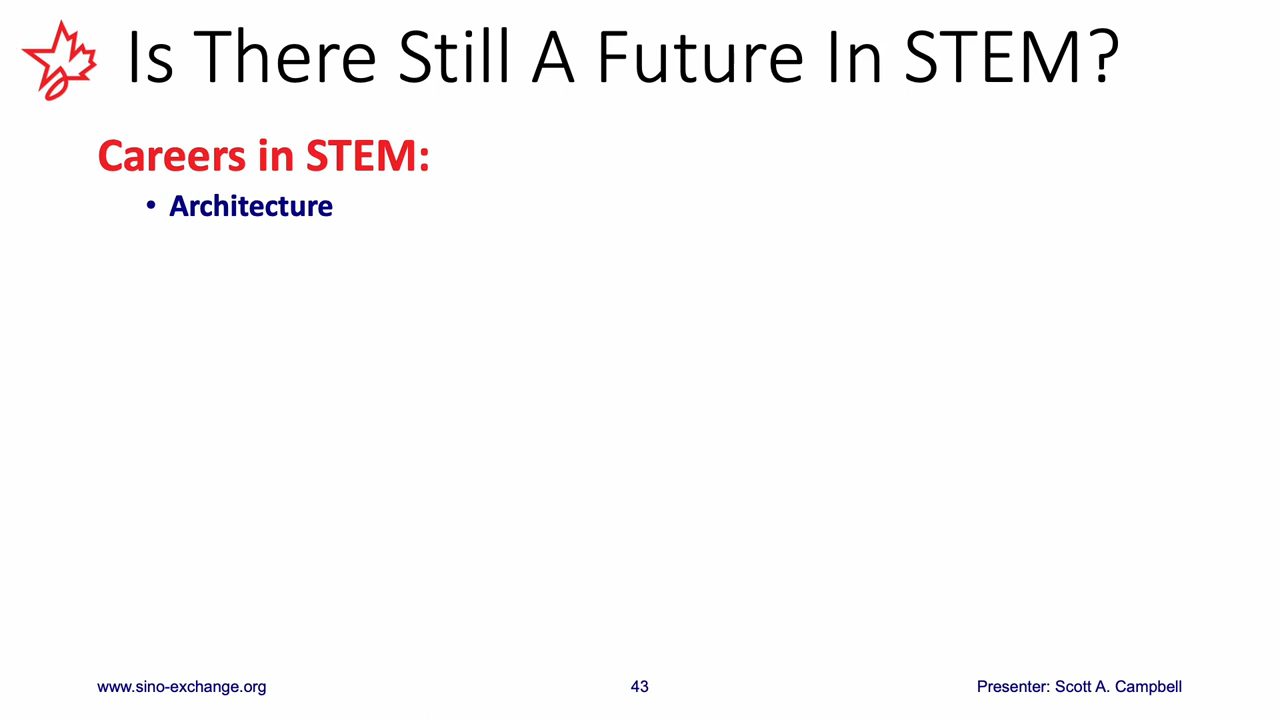 Is There Still A Future In STEM?
Careers in STEM:
• Architecture
www.sino-exchange.org
43
Presenter: Scott A. Campbell